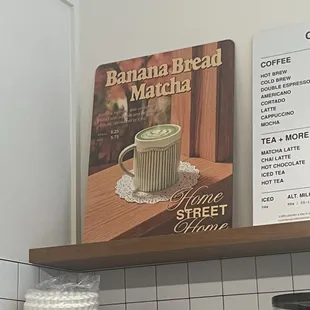 Banana Bread
Matcha
Home
STREET
Home
COFFEE
HOT BREW
COLD BREW
DOUBLE ESPRESSO
AMERICANO
CORTADO
LATTE
CAPPUCCINO
MOCHA
TEA + MORE
MATCHA LATTE
CHAI LATTE
HOT CHOCOLATE
ICED TEA
HOT TEA
ICED
ALT. M